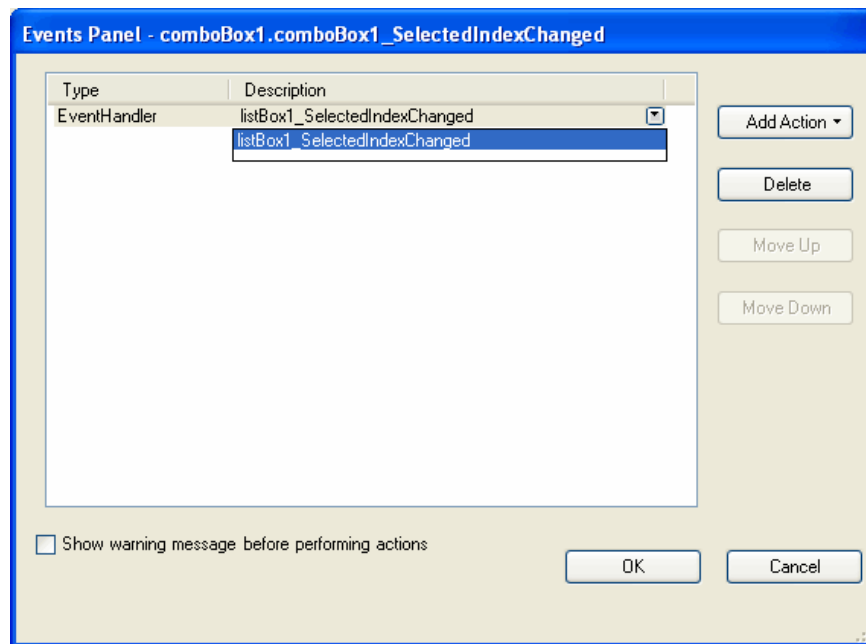 Events Panel - comboBox1.comboBox1_SelectedIndexChanged
Type Description
EventHandler listBox1_SelectedIndexChanged
listBox1_SelectedIndexChanged
Add Action
Delete
Move Up
Move Down
Show warning message before performing actions
OK Cancel